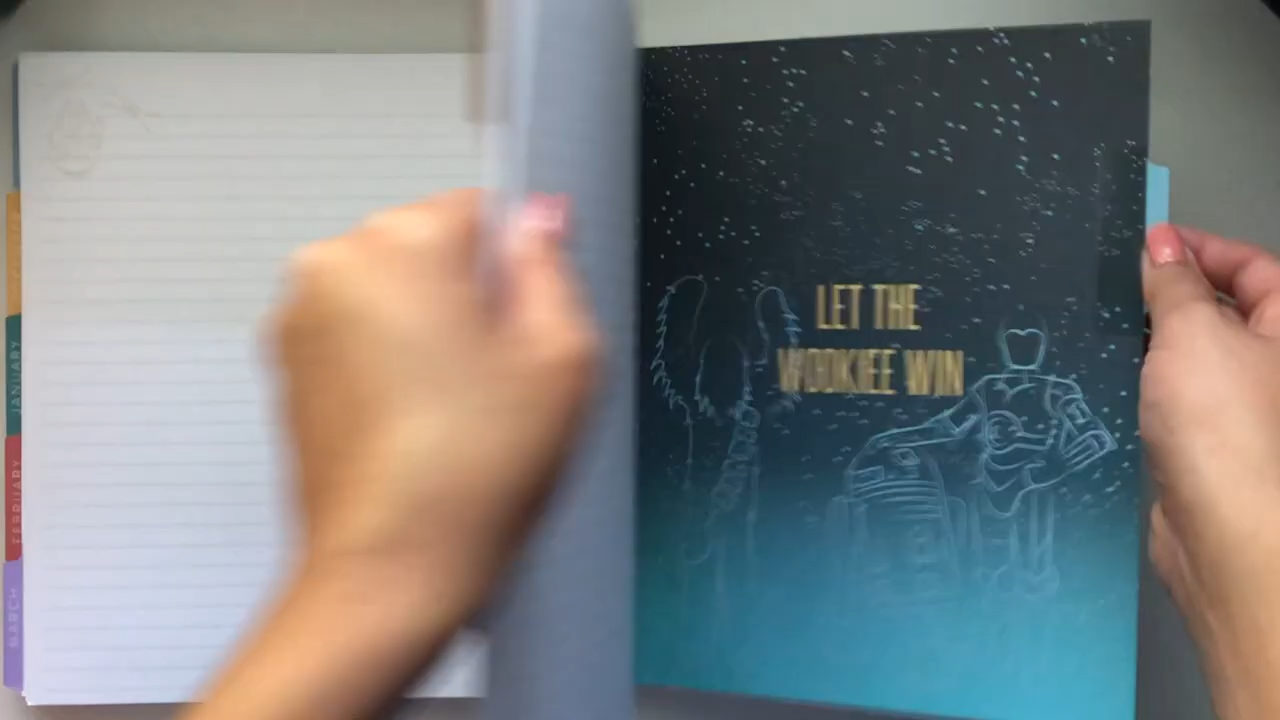 JANUARY
FEBRUARY
MARCH
LET THE
WOOKIEE WIN